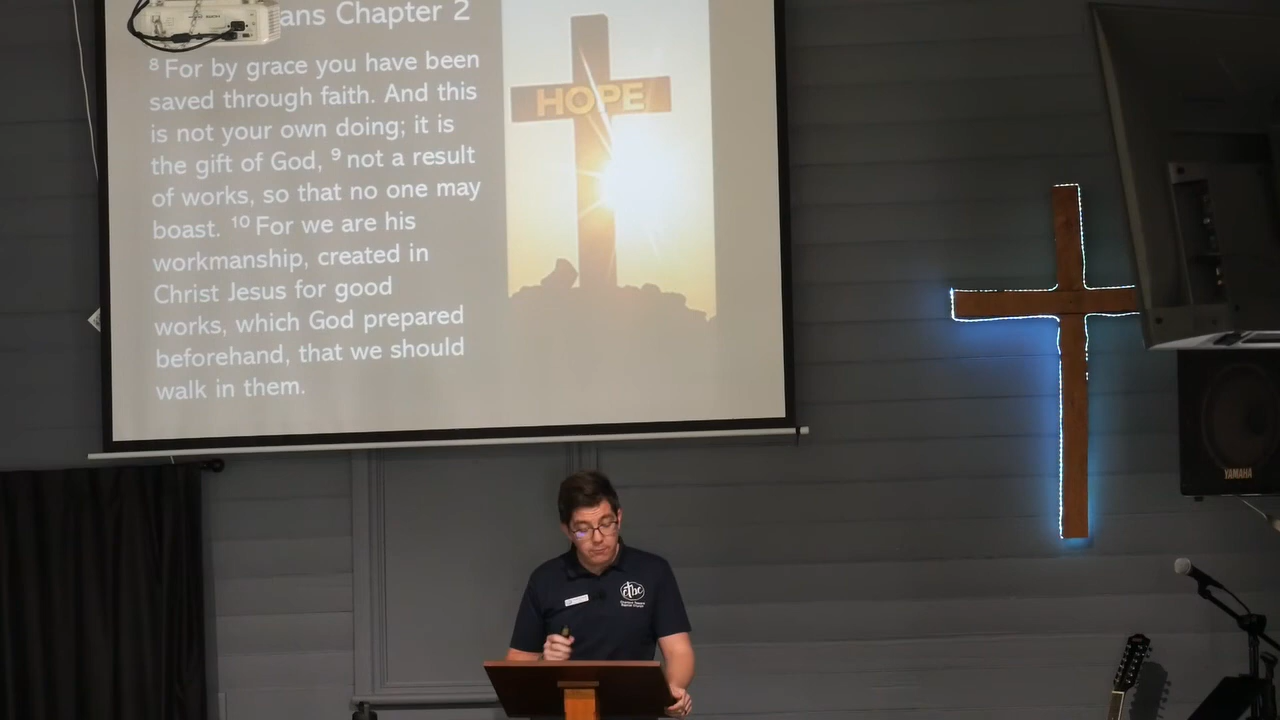 ans Chapter 2
8 For by grace you have been
saved through faith. And this
is not your own doing; it is
the gift of God, 9 not a result
of works, so that no one may
boast. 10 For we are his
workmanship, created in
Christ Jesus for good
works, which God prepared
beforehand, that we should
walk in them.
HOPE
YAMAHA